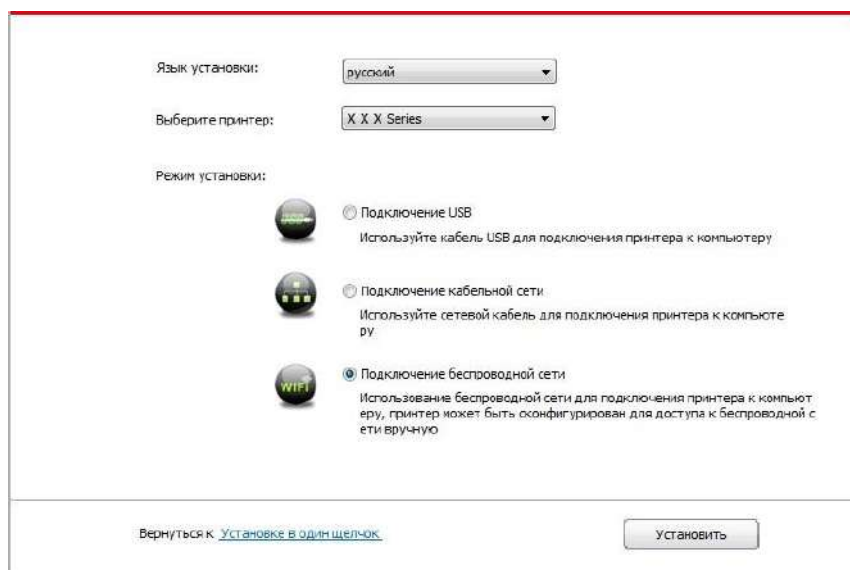 Язык установки:
русский
Выберите принтер:
X X X Series
Режим установки:
USB
Подключение USB
Используйте кабель USB для подключения принтера к компьютеру
Подключение кабельной сети
Используйте сетевой кабель для подключения принтера к компьюте
ру
WIFI
Подключение беспроводной сети
Использование беспроводной сети для подключения принтера к компьют
еру, принтер может быть сконфигурирован для доступа к беспроводной с
ети вручную
Вернуться к Установке в один щелчок
Установить